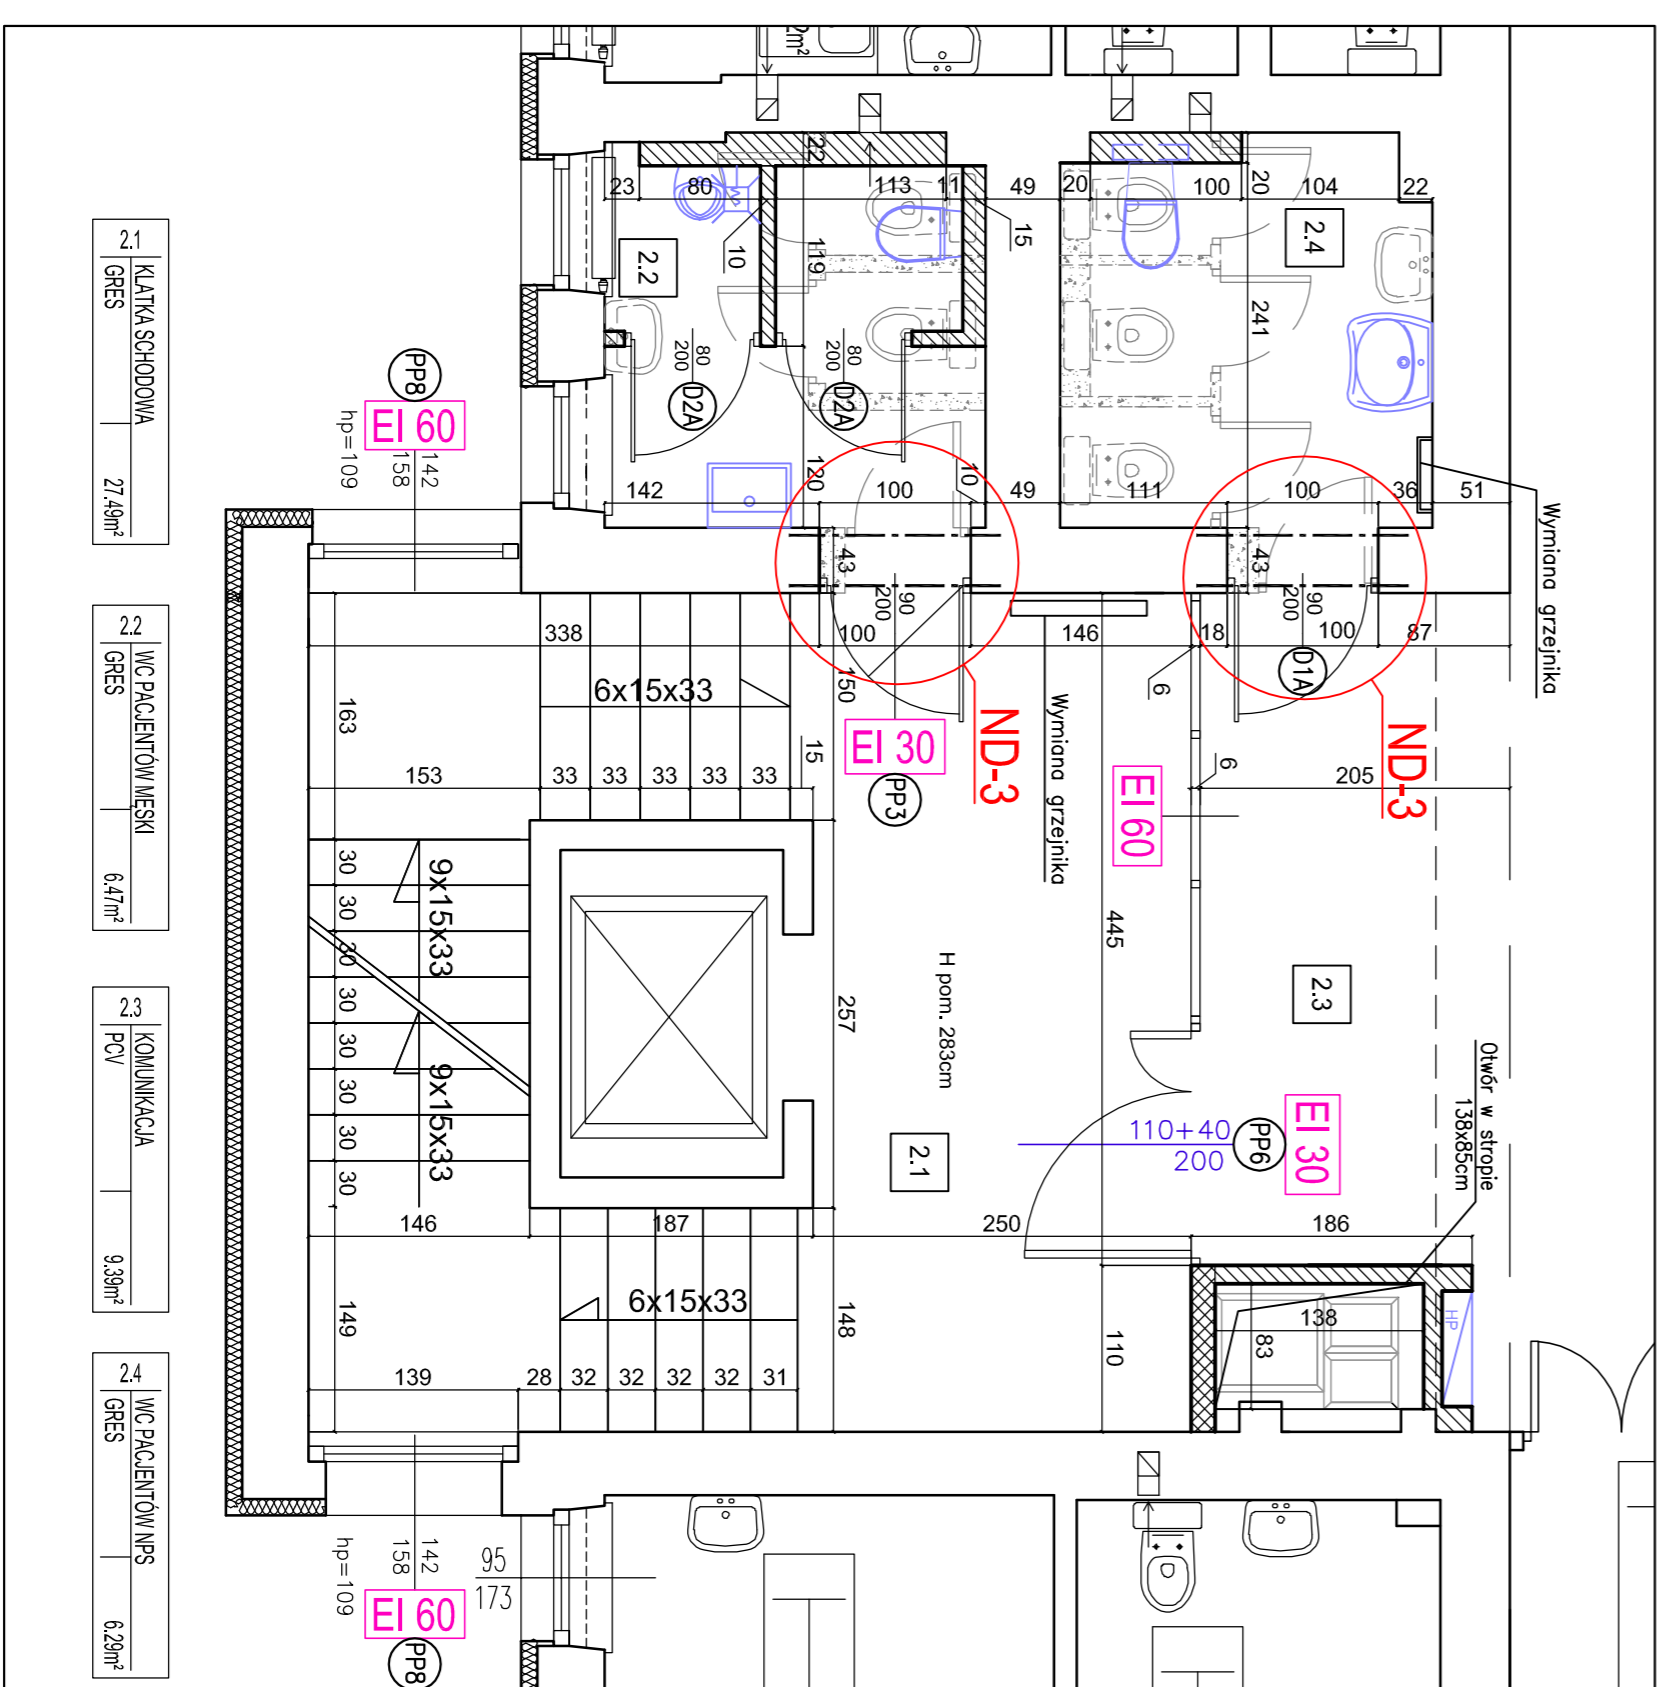 2m²
22
23
80
113
11
49
20
100
20
104
22
15
10
119
2.2
2.4
241
80
200
D2A
80
200
D2A
PP8
EI 60
142
158
hp=109
142
120
100
10
49
111
100
36
51
43
43
90
200
90
200
D1A
338
100
146
18
100
87
150
6
6
Wymiana grzejnika
Wymiana grzejnika
6x15x33
EI 30
PP3
ND-3
ND-3
EI 60
205
163
153
33
33
33
33
33
15
30
30
30
30
30
30
30
30
9x15x33
9x15x33
257
445
H pom. 283cm
2.3
2.1
110+40
200
PP6
EI 30
Otwór w stropie
138x85cm
146
187
250
186
6x15x33
149
148
110
138
83
HP
139
28
32
32
32
32
31
142
158
hp=109
EI 60
PP8
95
173
2.1
KLATKA SCHODOWA
GRES
27.49m²
2.2
WC PACJENTÓW MĘSKI
GRES
6.47m²
2.3
KOMUNIKACJA
PCV
9.39m²
2.4
WC PACJENTÓW NPS
GRES
6.29m²